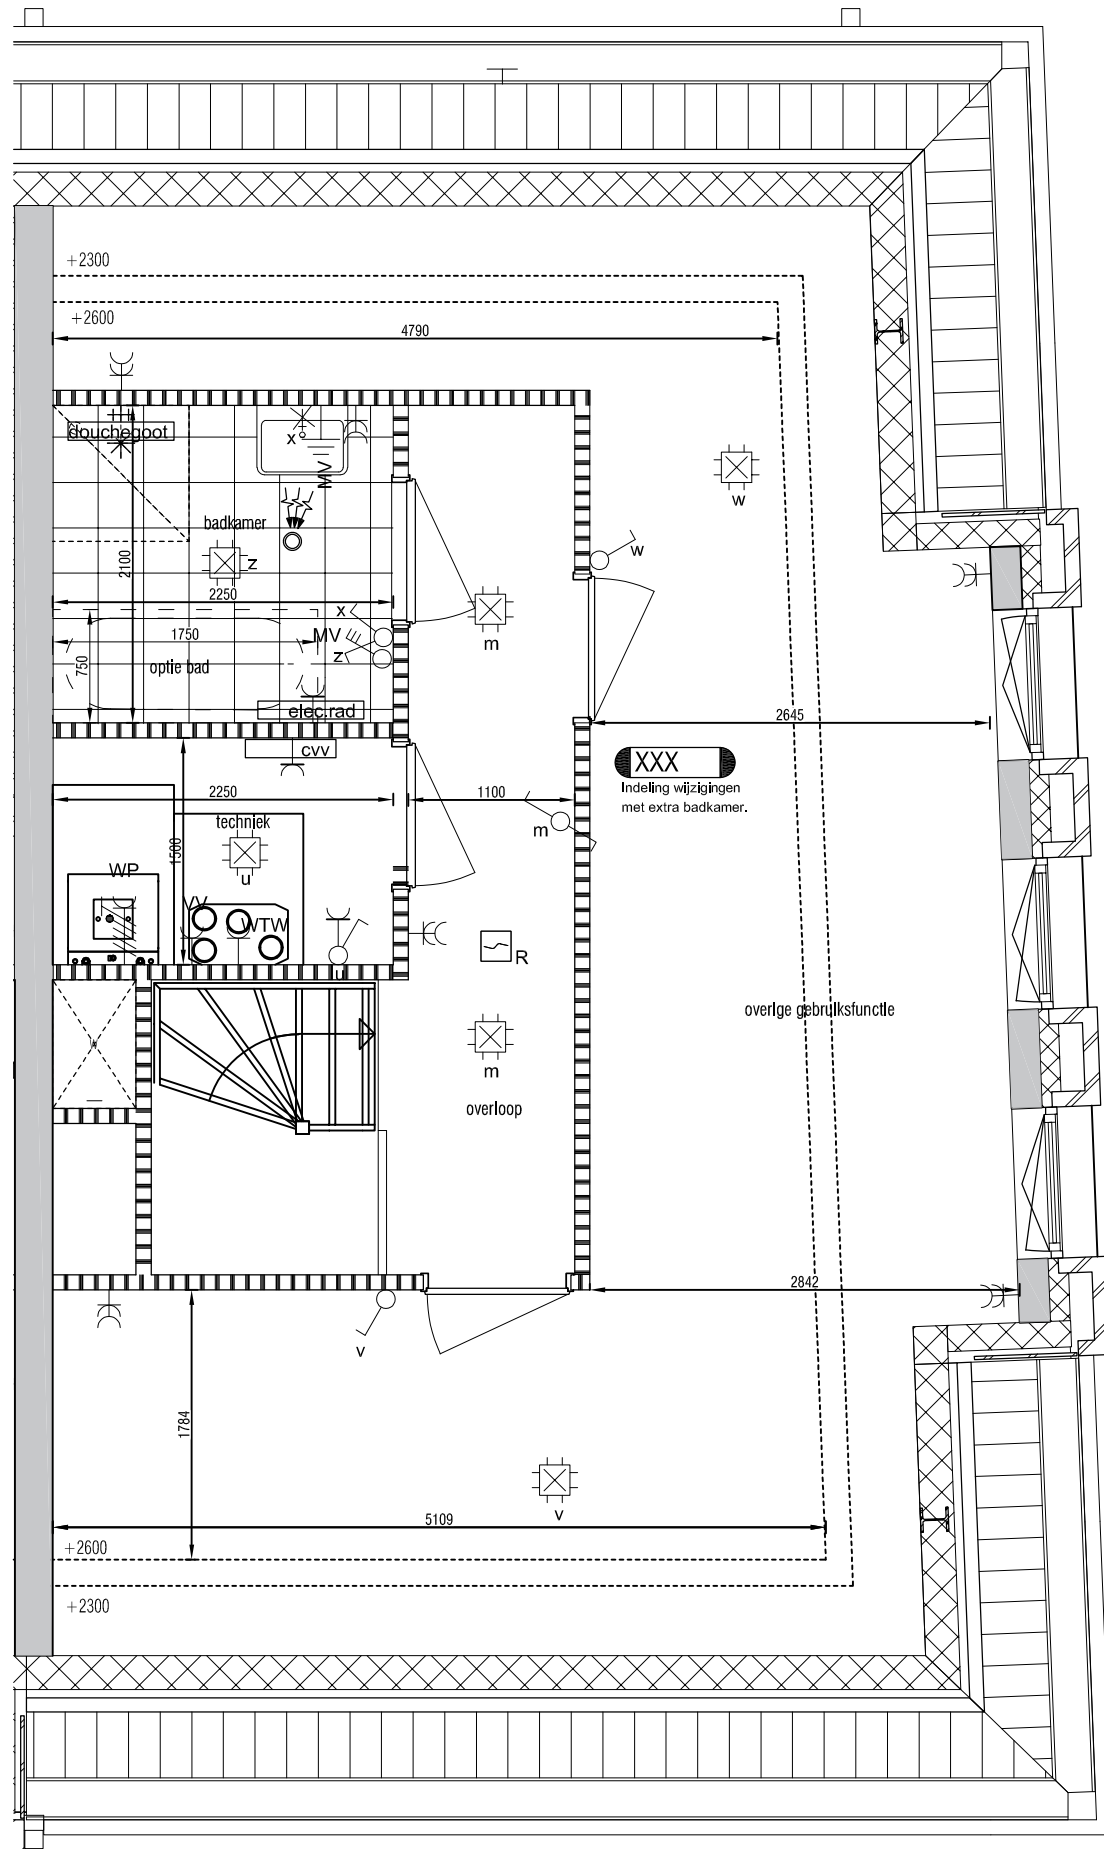 +2300
+2600
4790
douchegoot
x
MV
w
badkamer
w
z
2100
2250
x
m
1750
MV
z
750
optie bad
elec.rad
2645
cvv
XXX
Indeling wijzigingen
met extra badkamer.
2250
1100
techniek
m
1500
u
WP
VV
WTW
R
u
overige gebruiksfunctie
m
overloop
2842
v
1784
v
5109
+2600
+2300